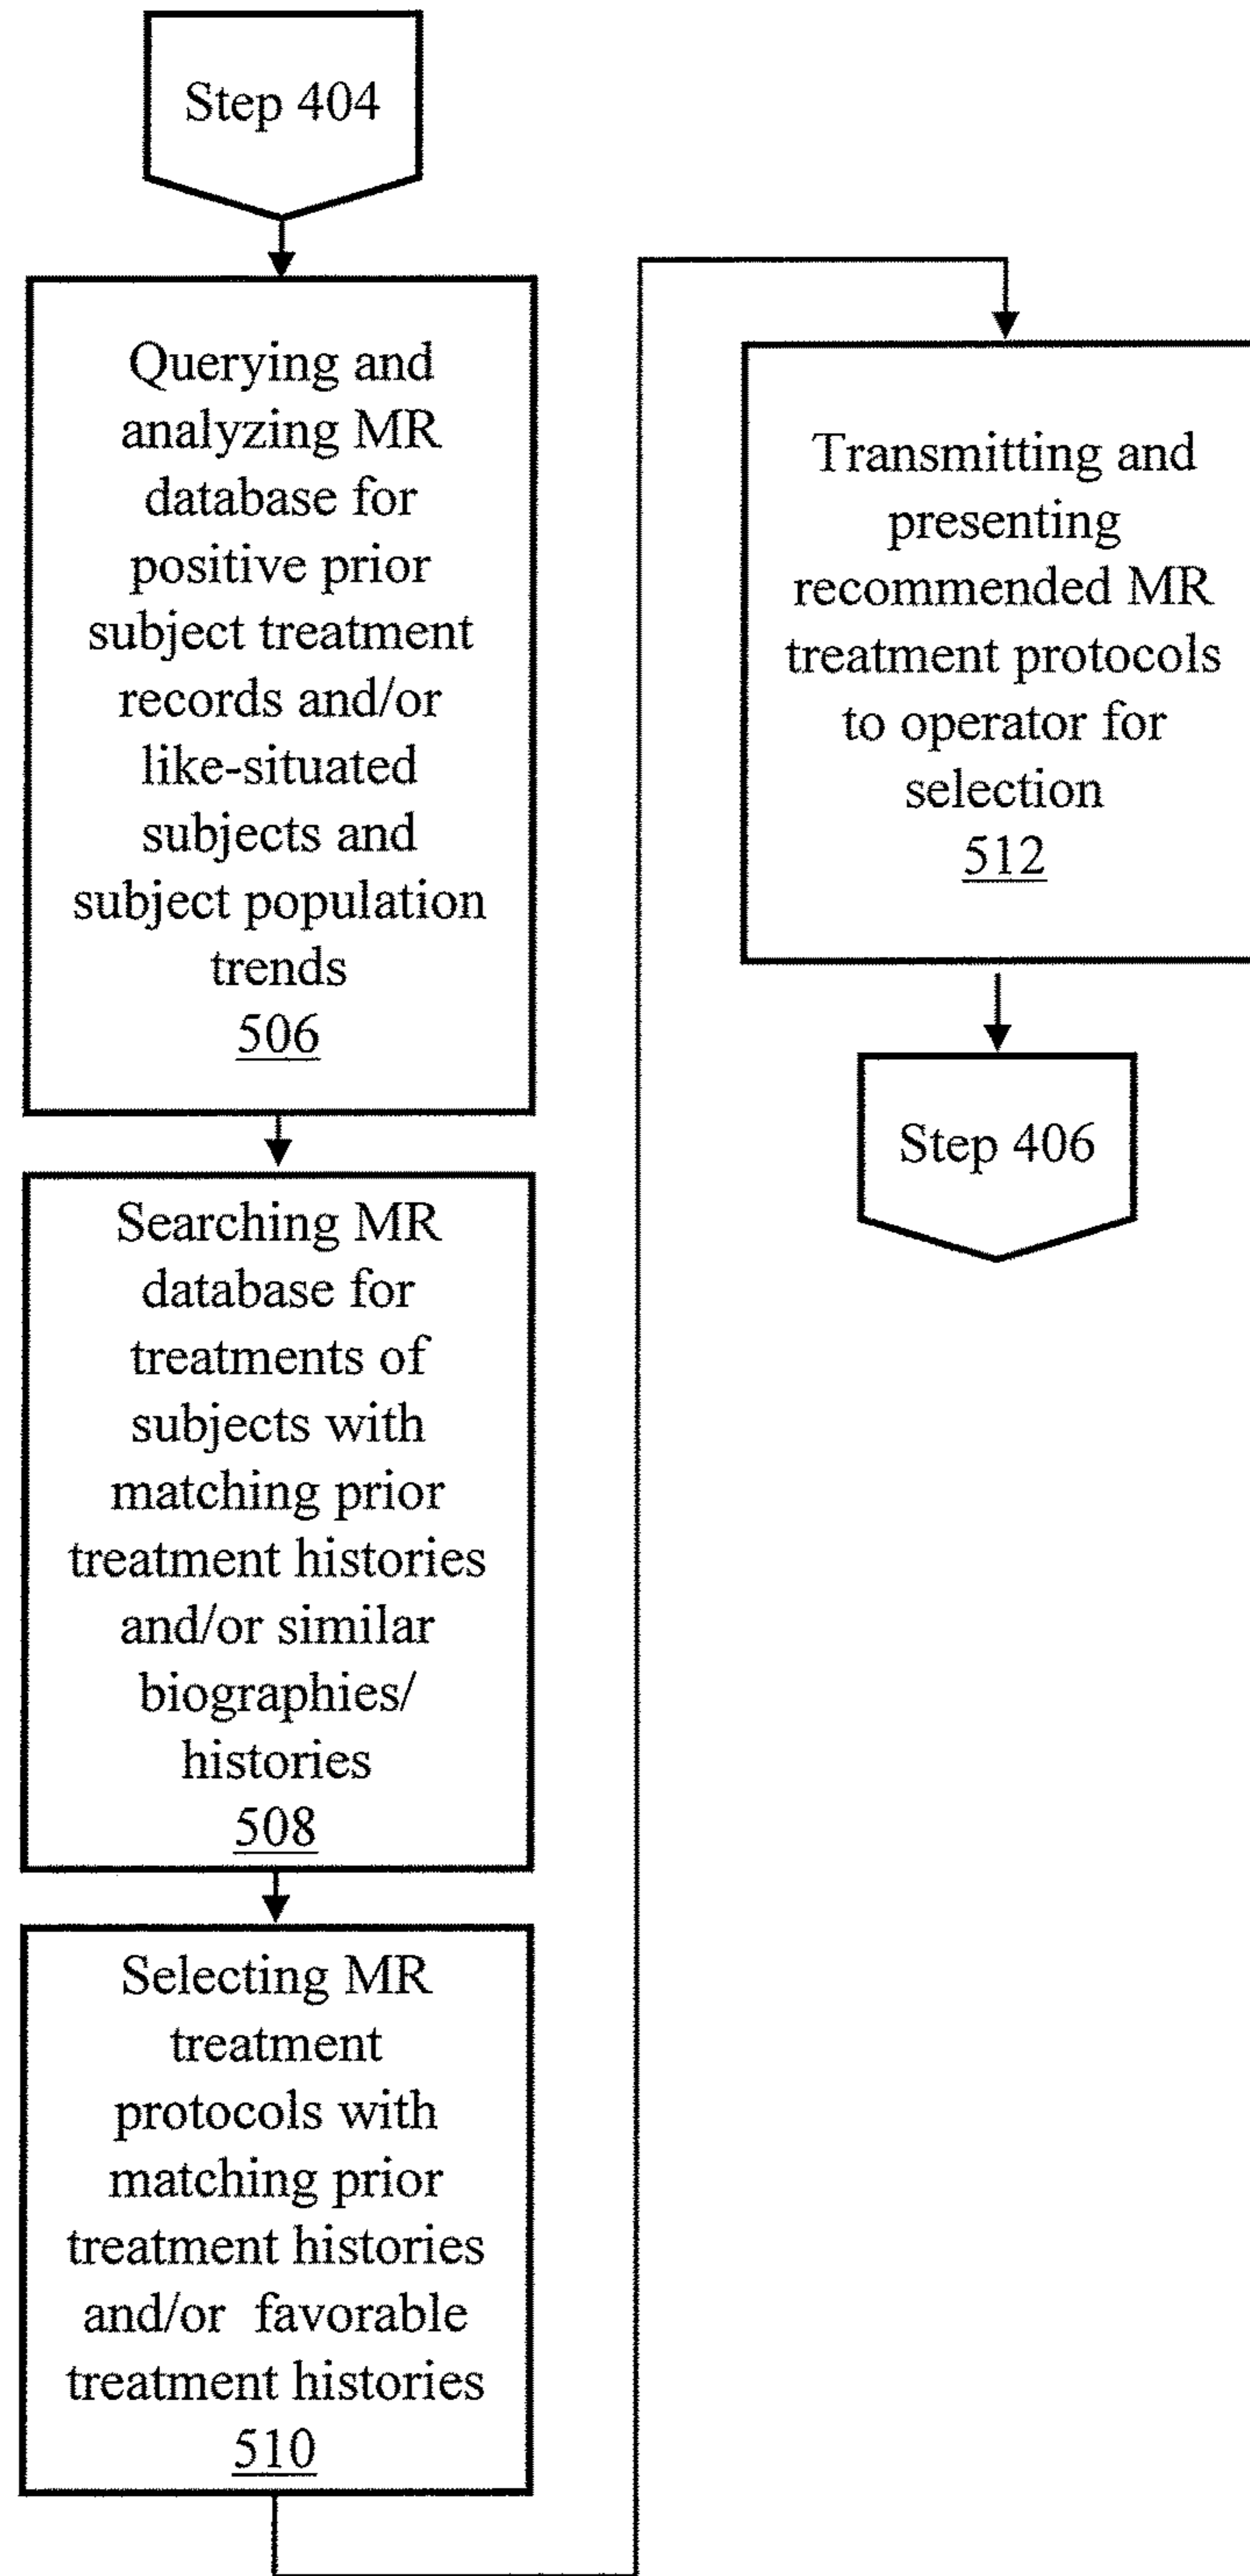 Step 404
Querying and
analyzing MR
database for
positive prior
subject treatment
records and/or
like-situated
subjects and
subject population
trends
506
Searching MR
database for
treatments of
subjects with
matching prior
treatment histories
and/or similar
biographies/
histories
508
Selecting MR
treatment
protocols with
matching prior
treatment histories
and/or favorable
treatment histories
510
Transmitting and
presenting
recommended MR
treatment protocols
to operator for
selection
512
Step 406